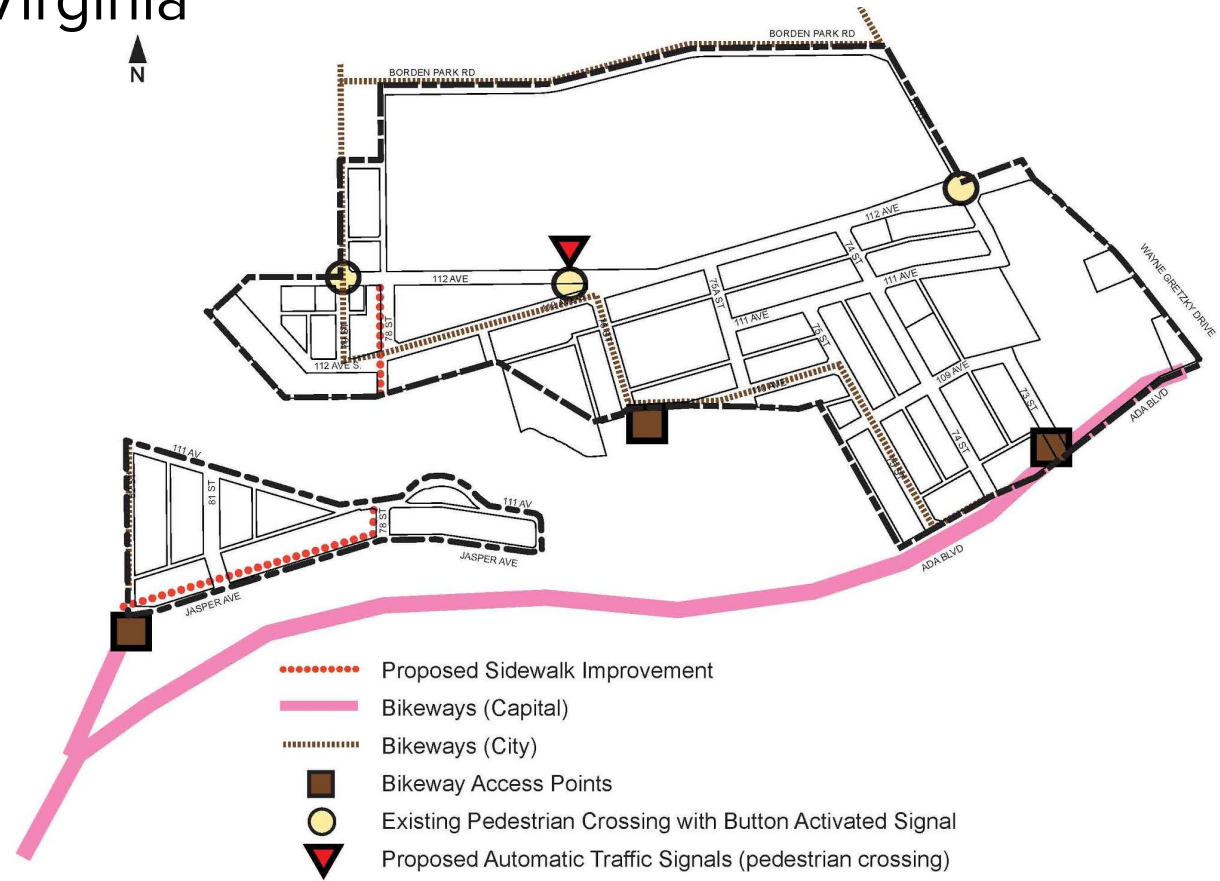 Virginia
N
BORDEN PARK RD
BORDEN PARK RD
112 AVE
112 AVE
74 ST
111 AVE
WAYNE GRETZKY DRIVE
75A ST
111 AVE
75 ST
78 ST
112 AVE S.
109 AVE
73 ST
ADA BLVD
74 ST
111 AV
81 ST
111 AV
78 ST
JASPER AVE
JASPER AVE
ADA BLVD
Proposed Sidewalk Improvement
Bikeways (Capital)
Bikeways (City)
Bikeway Access Points
Existing Pedestrian Crossing with Button Activated Signal
Proposed Automatic Traffic Signals (pedestrian crossing)